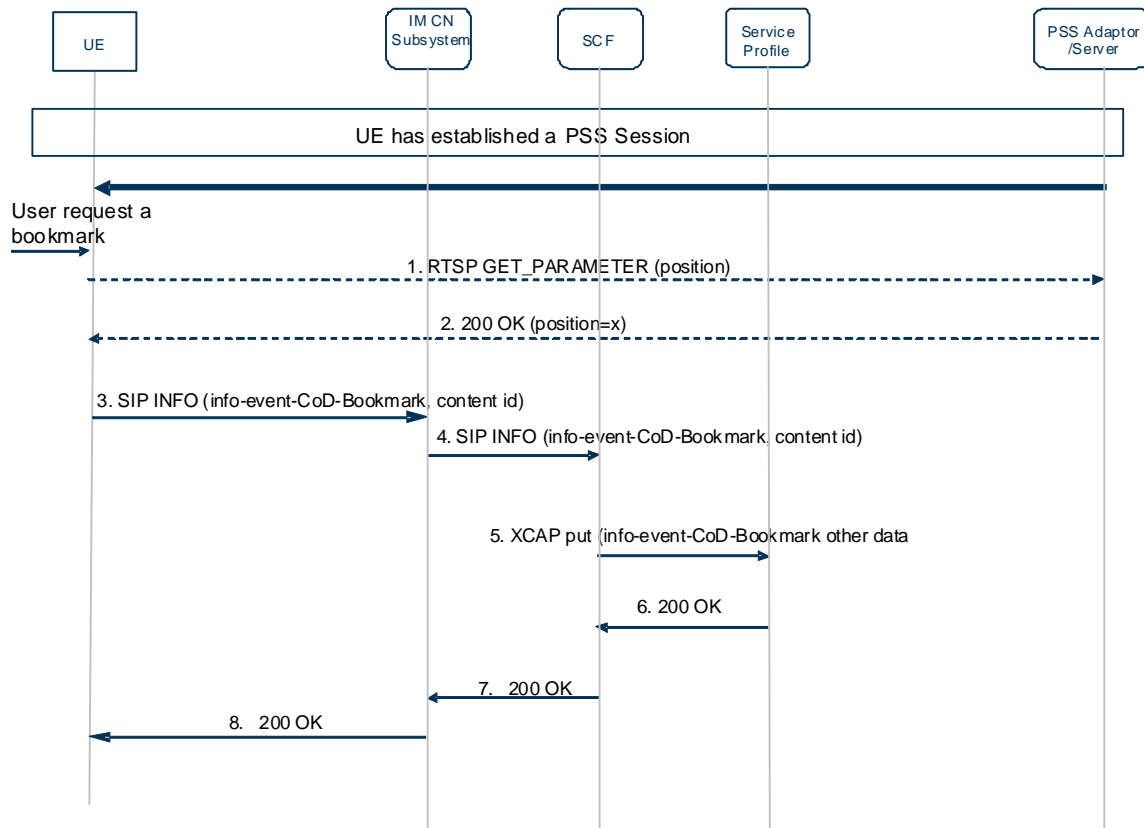 UE
IM CN
Subsystem
SCF
Service
Profile
PSS Adaptor
/Server
UE has established a PSS Session
User request a
bookmark
1. RTSP GET_PARAMETER (position)
2. 200 OK (position=x)
3. SIP INFO (info-event-CoD-Bookmark, content id)
4. SIP INFO (info-event-CoD-Bookmark, content id)
5. XCAP put (info-event-CoD-Bookmark other data
6. 200 OK
7. 200 OK
8. 200 OK